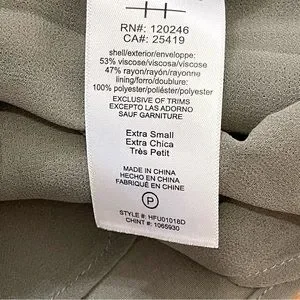 RN#: 120246
CA#: 25419
shell/exterior/enveloppe:
53% viscose/viscosa/viscose
47% rayon/rayón/rayonne
lining/forro/doublure:
100% polyester/poliéster/polyester
EXCLUSIVE OF TRIMS
EXCEPTO LAS ADORNO
SAUF GARNITURE
Extra Small
Extra Chica
Très Petit
MADE IN CHINA
HECHO EN CHINA
FABRIQUÉ EN CHINE
P
STYLE #: HFU01018D
CHINT #: 1065930